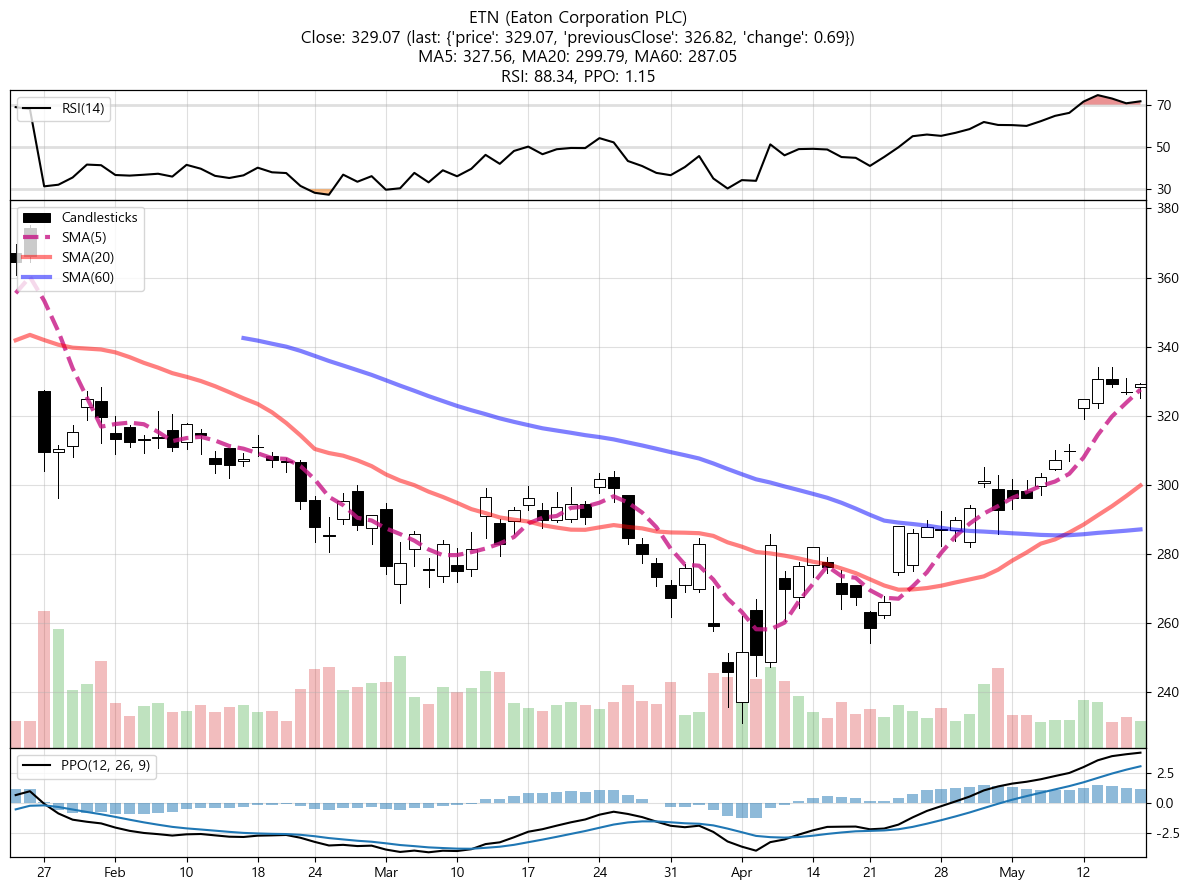 ETN (Eaton Corporation PLC)
Close: 329.07 (last: {'price': 329.07, 'previousClose': 326.82, 'change': 0.69})
MA5: 327.56, MA20: 299.79, MA60: 287.05
RSI: 88.34, PPO: 1.15
RSI(14)
70
50
30
Candlesticks
SMA(5)
SMA(20)
SMA(60)
380
360
340
320
300
280
260
240
PPO(12, 26, 9)
2.5
0.0
−2.5
27 Feb 10 18 24 Mar 10 17 24 31 Apr 14 21 28 May 12